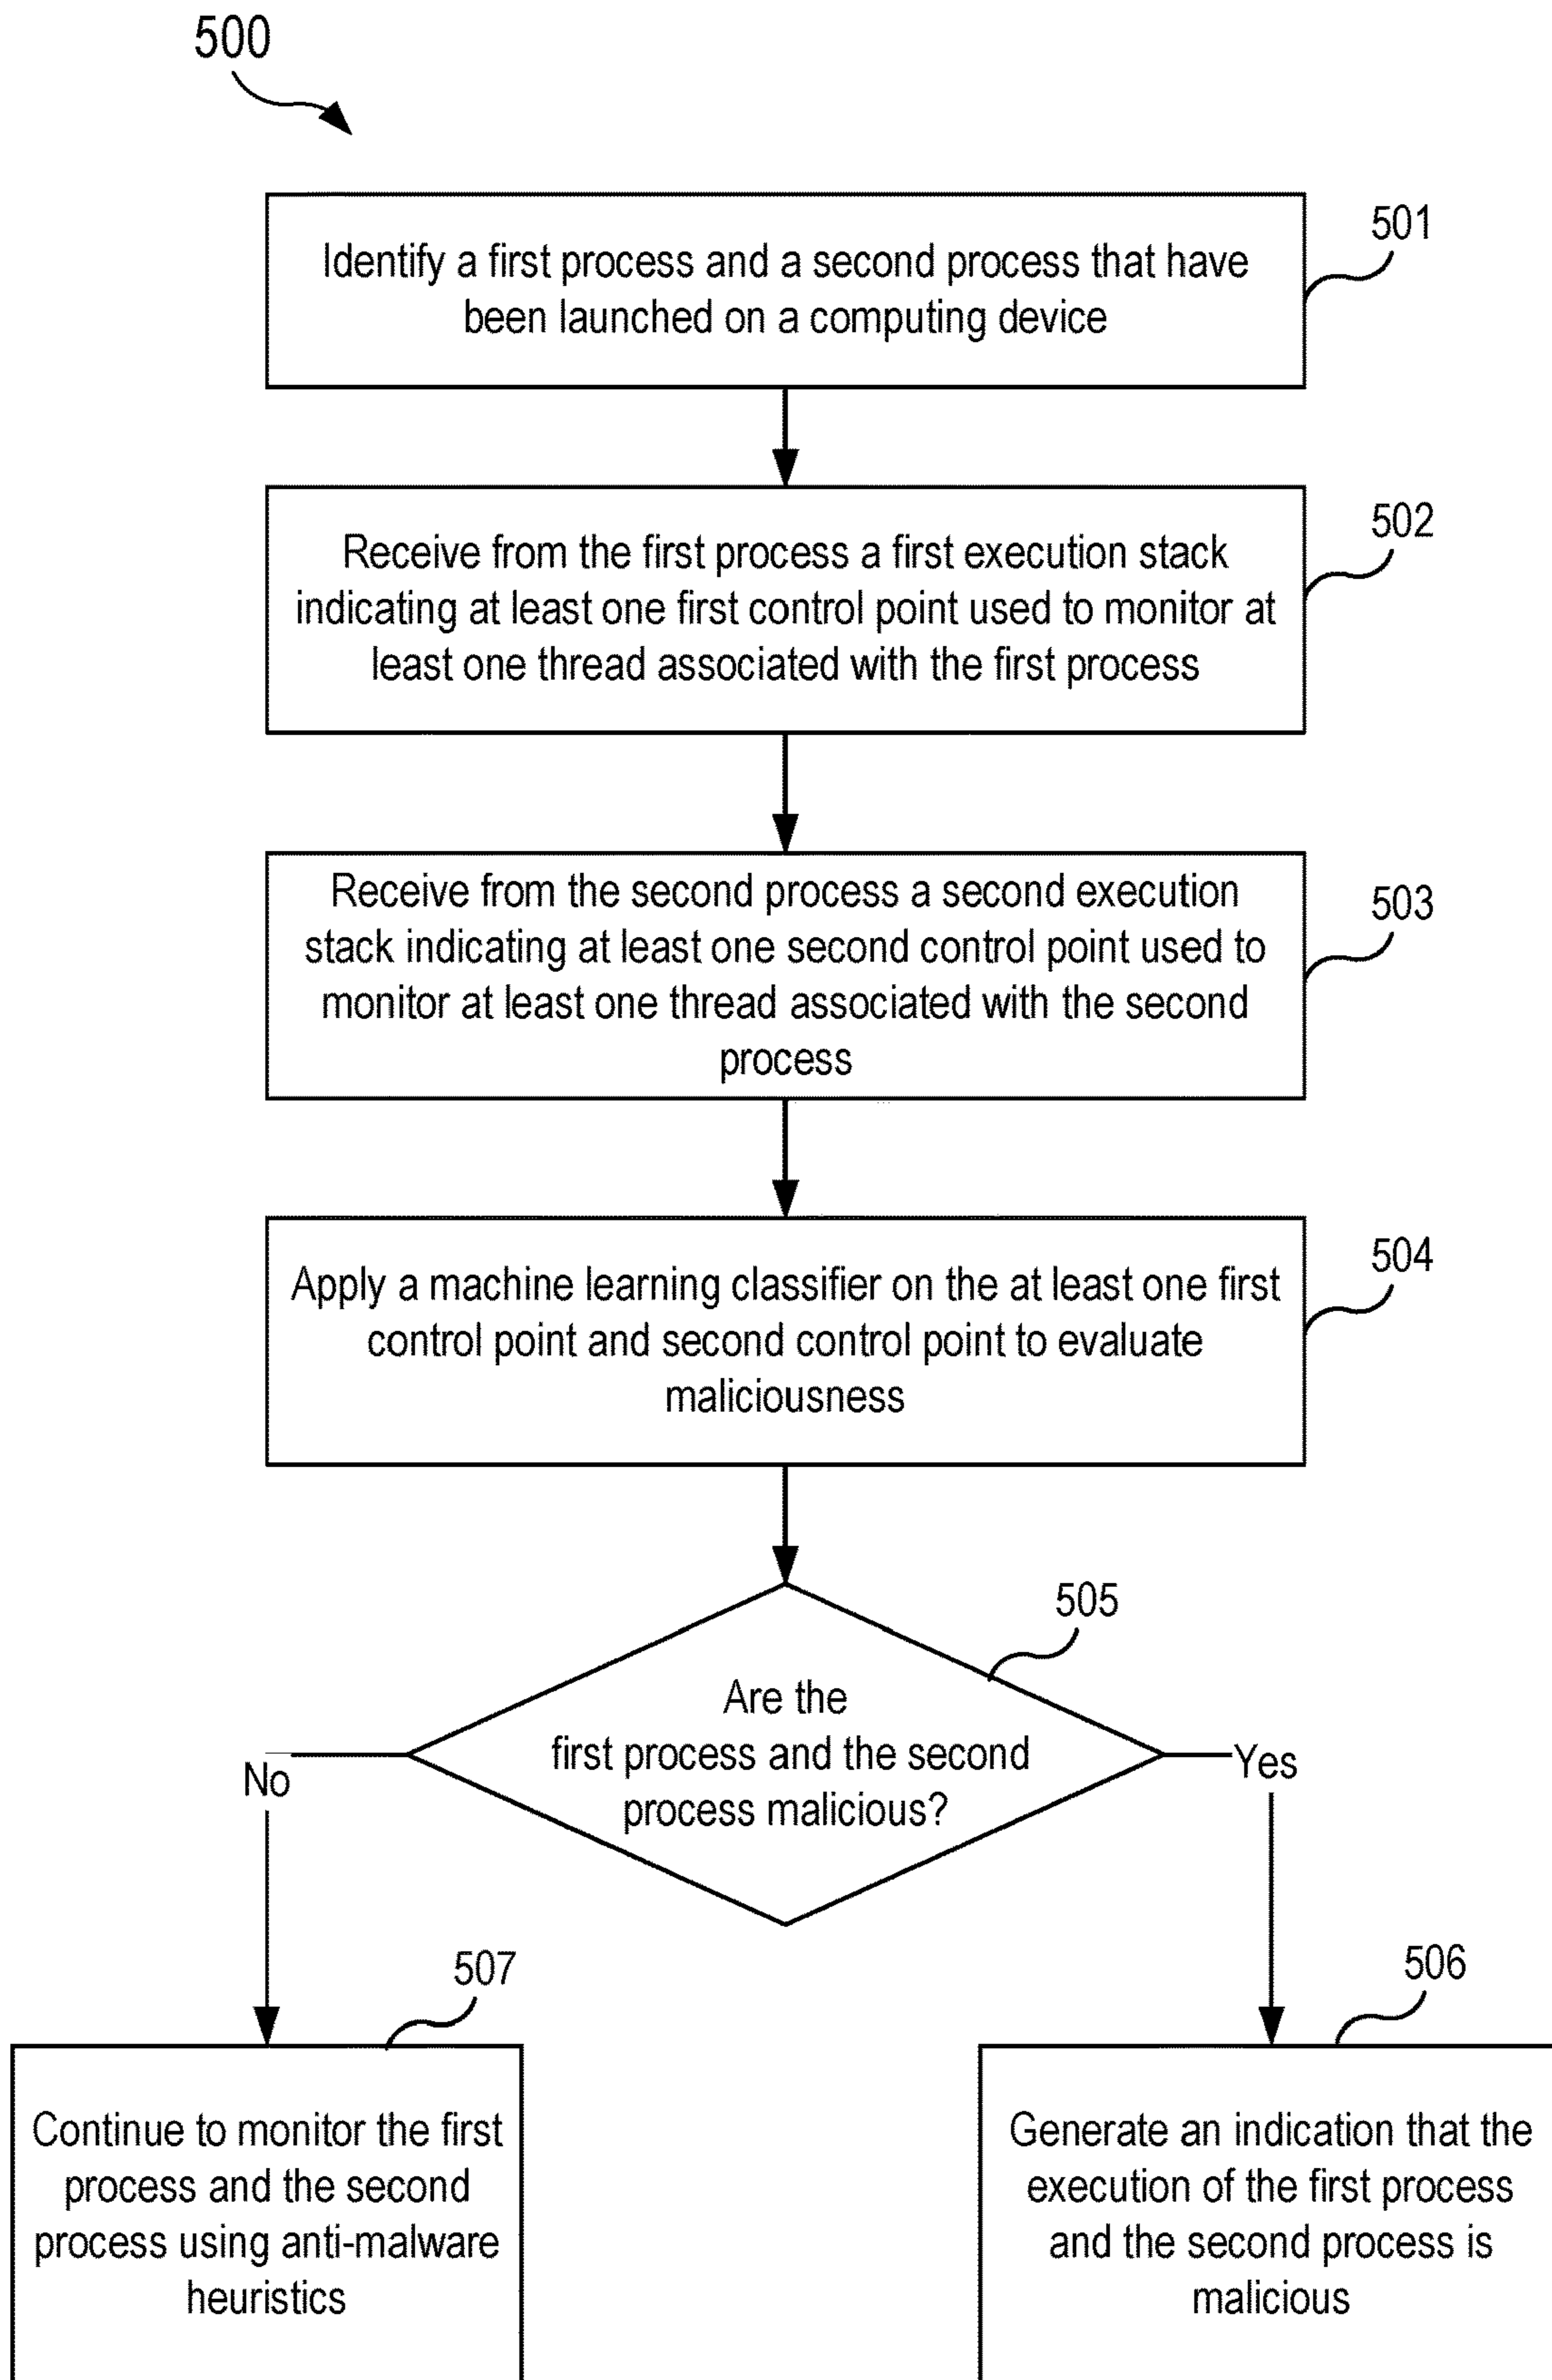 500
Identify a first process and a second process that have
been launched on a computing device
501
Receive from the first process a first execution stack
indicating at least one first control point used to monitor at
least one thread associated with the first process
502
Receive from the second process a second execution
stack indicating at least one second control point used to
monitor at least one thread associated with the second
process
503
Apply a machine learning classifier on the at least one first
control point and second control point to evaluate
maliciousness
504
505
Are the
first process and the second
process malicious?
No
Yes
507
Continue to monitor the first
process and the second
process using anti-malware
heuristics
506
Generate an indication that the
execution of the first process
and the second process is
malicious